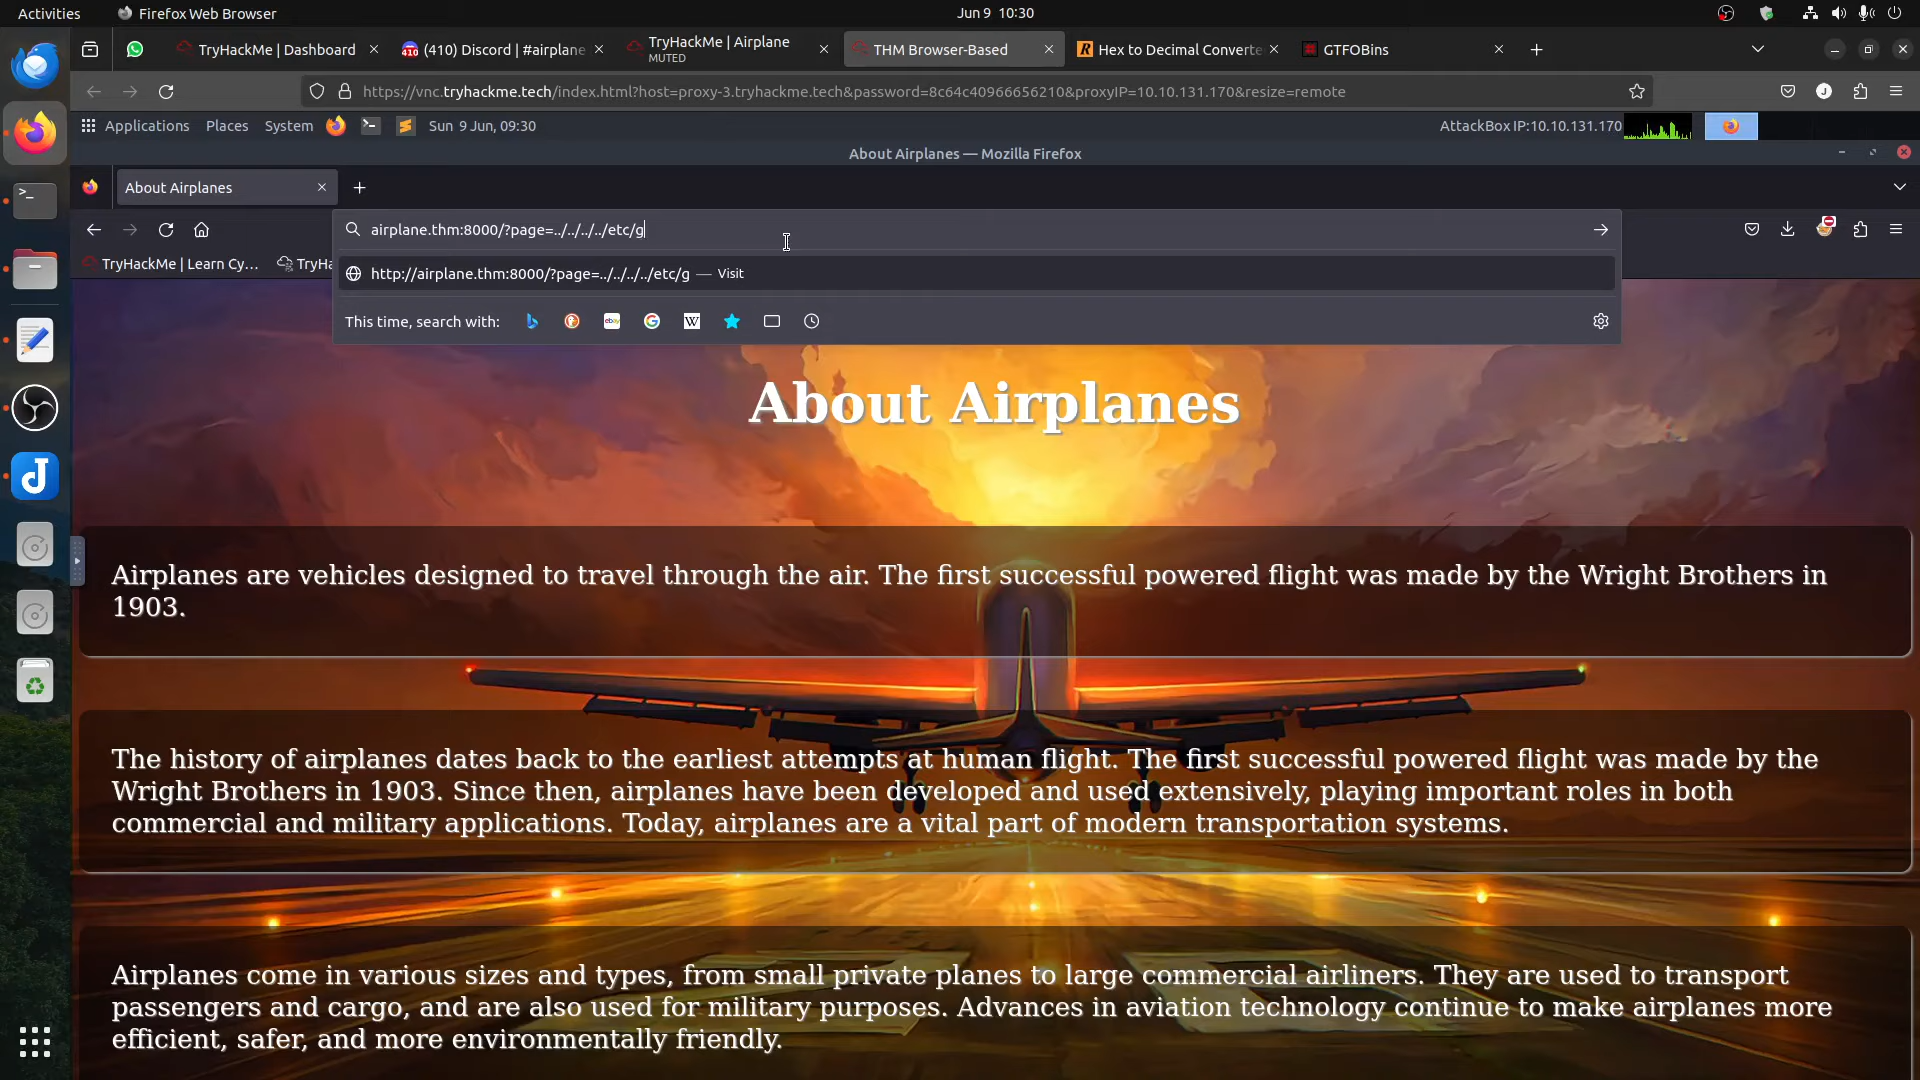 Activities
Firefox Web Browser
Jun 9 10:30
TryHackMe | Dashboard
(410) Discord | #airplane
TryHackMe | Airplane
MUTED
THM Browser-Based
Hex to Decimal Converte
GTFOBins
https://vnc.tryhackme.tech/index.html?host=proxy-3.tryhackme.tech&password=8c64c40966656210&proxyIP=10.10.131.170&resize=remote
Applications
Places
System
Sun 9 Jun, 09:30
AttackBox IP:10.10.131.170
About Airplanes — Mozilla Firefox
About Airplanes
airplane.thm:8000/?page=../../../../etc/g
TryHackMe | Learn Cy...
TryHa
http://airplane.thm:8000/?page=../../../../etc/g — Visit
This time, search with:
About Airplanes
Airplanes are vehicles designed to travel through the air. The first successful powered flight was made by the Wright Brothers in
1903.
The history of airplanes dates back to the earliest attempts at human flight. The first successful powered flight was made by the
Wright Brothers in 1903. Since then, airplanes have been developed and used extensively, playing important roles in both
commercial and military applications. Today, airplanes are a vital part of modern transportation systems.
Airplanes come in various sizes and types, from small private planes to large commercial airliners. They are used to transport
passengers and cargo, and are also used for military purposes. Advances in aviation technology continue to make airplanes more
efficient, safer, and more environmentally friendly.